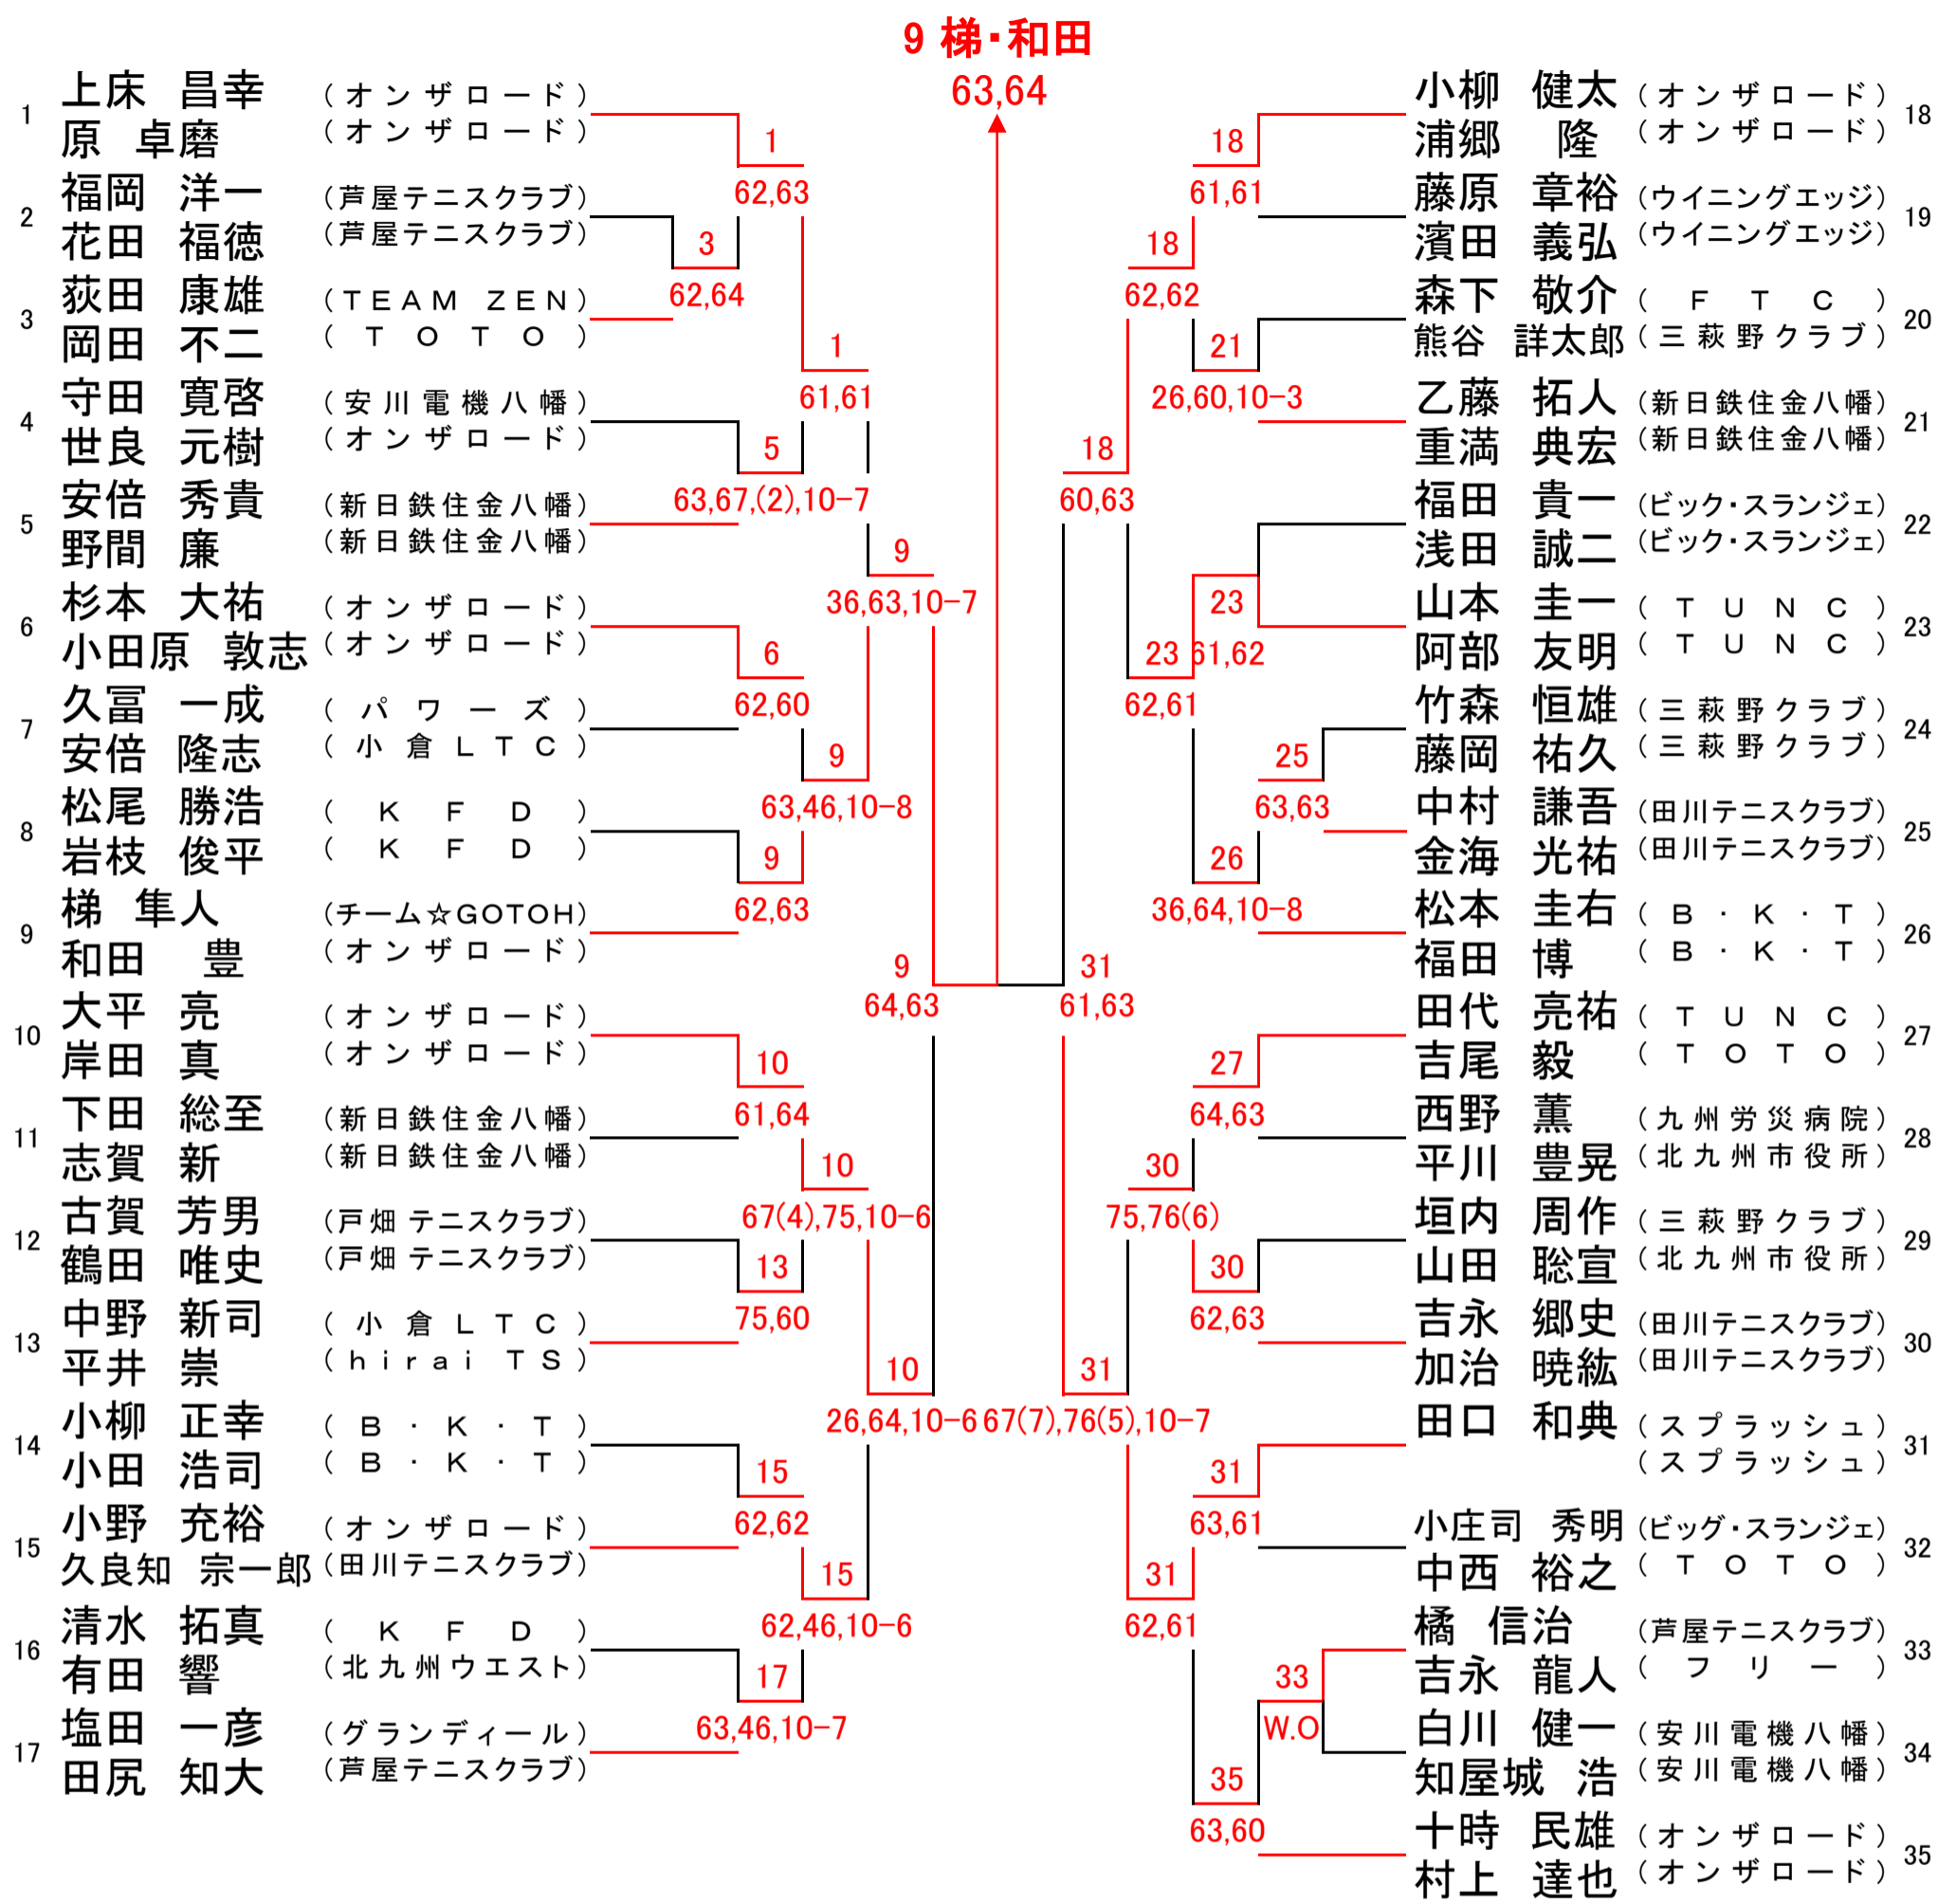 9 梯・和田
63,64
1 上床 昌幸 (オンザロード)
原 卓磨 (オンザロード)
2 福岡 洋一 (芦屋テニスクラブ)
花田 福徳 (芦屋テニスクラブ)
3 荻田 康雄 (TEAM ZEN)
岡田 不二 (TOTO)
4 守田 寛啓 (安川電機八幡)
世良 元樹 (オンザロード)
5 安倍 秀貴 (新日鉄住金八幡)
野間 廉 (新日鉄住金八幡)
6 杉本 大祐 (オンザロード)
小田原 敦志 (オンザロード)
7 久冨 一成 (パワーズ)
安倍 隆志 (小倉LTC)
8 松尾 勝浩 (KFD)
岩枝 俊平 (KFD)
9 梯 隼人 (チーム☆GOTOH)
和田 豊 (オンザロード)
10 大平 亮 (オンザロード)
岸田 真 (オンザロード)
11 下田 総至 (新日鉄住金八幡)
志賀 新 (新日鉄住金八幡)
12 古賀 芳男 (戸畑 テニスクラブ)
鶴田 唯史 (戸畑 テニスクラブ)
13 中野 新司 (小倉LTC)
平井 崇 (hirai TS)
14 小柳 正幸 (B・K・T)
小田 浩司 (B・K・T)
15 小野 充裕 (オンザロード)
久良知 宗一郎 (田川テニスクラブ)
16 清水 拓真 (KFD)
有田 響 (北九州ウエスト)
17 塩田 一彦 (グランディール)
田尻 知大 (芦屋テニスクラブ)
1
62,63
3
62,64
1
61,61
5
63,67,(2),10-7
9
36,63,10-7
6
62,60
9
63,46,10-8
9
62,63
9
64,63
10
61,64
10
67(4),75,10-6
13
75,60
10
26,64,10-6
15
62,62
15
62,46,10-6
17
63,46,10-7
18
61,61
18
62,62
21
26,60,10-3
18
60,63
23
61,62
23
62,61
25
63,63
26
36,64,10-8
31
61,63
27
64,63
30
75,76(6)
30
62,63
31
67(7),76(5),10-7
31
63,61
31
62,61
33
W.O
35
63,60
小柳 健太 (オンザロード) 18
浦郷 隆 (オンザロード)
藤原 章裕 (ウイニングエッジ) 19
濱田 義弘 (ウイニングエッジ)
森下 敬介 (FTC) 20
熊谷 詳太郎 (三萩野クラブ)
乙藤 拓人 (新日鉄住金八幡) 21
重満 典宏 (新日鉄住金八幡)
福田 貴一 (ビック・スランジェ) 22
浅田 誠二 (ビック・スランジェ)
山本 圭一 (TUNC) 23
阿部 友明 (TUNC)
竹森 恒雄 (三萩野クラブ) 24
藤岡 祐久 (三萩野クラブ)
中村 謙吾 (田川テニスクラブ) 25
金海 光祐 (田川テニスクラブ)
松本 圭右 (B・K・T) 26
福田 博 (B・K・T)
田代 亮祐 (TUNC) 27
吉尾 毅 (TOTO)
西野 薫 (九州労災病院) 28
平川 豊晃 (北九州市役所)
垣内 周作 (三萩野クラブ) 29
山田 聡宣 (北九州市役所)
吉永 郷史 (田川テニスクラブ) 30
加治 暁紘 (田川テニスクラブ)
田口 和典 (スプラッシュ) 31
(スプラッシュ)
小庄司 秀明 (ビッグ・スランジェ) 32
中西 裕之 (TOTO)
橘 信治 (芦屋テニスクラブ) 33
吉永 龍人 (フリー)
白川 健一 (安川電機八幡) 34
知屋城 浩 (安川電機八幡)
十時 民雄 (オンザロード) 35
村上 達也 (オンザロード)